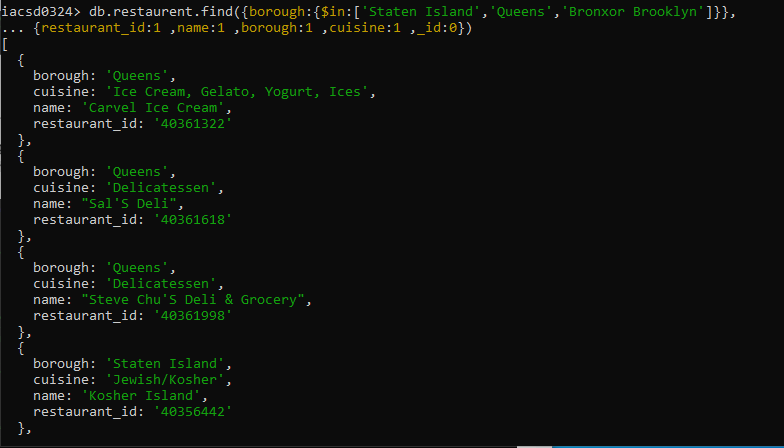 iacsd0324> db.restaurent.find({borough:{$in:['Staten Island','Queens','Bronxor Brooklyn']}},
... {restaurant_id:1 ,name:1 ,borough:1 ,cuisine:1 ,_id:0})
[
  {
    borough: 'Queens',
    cuisine: 'Ice Cream, Gelato, Yogurt, Ices',
    name: 'Carvel Ice Cream',
    restaurant_id: '40361322'
  },
  {
    borough: 'Queens',
    cuisine: 'Delicatessen',
    name: "Sal'S Deli",
    restaurant_id: '40361618'
  },
  {
    borough: 'Queens',
    cuisine: 'Delicatessen',
    name: "Steve Chu'S Deli & Grocery",
    restaurant_id: '40361998'
  },
  {
    borough: 'Staten Island',
    cuisine: 'Jewish/Kosher',
    name: 'Kosher Island',
    restaurant_id: '40356442'
  },